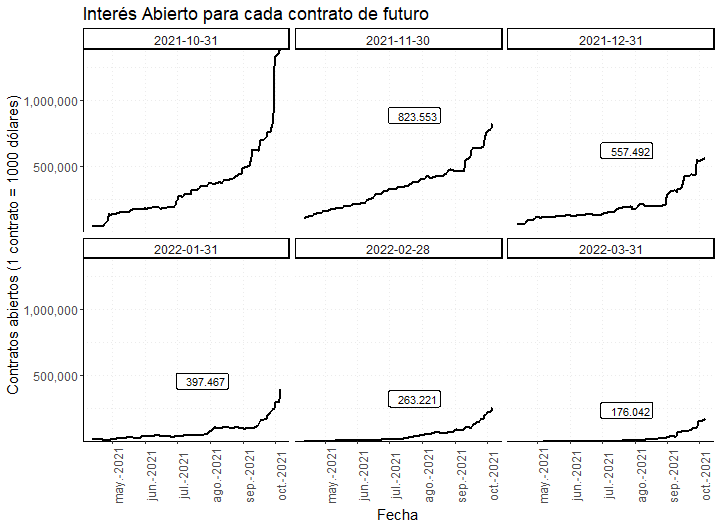 Interés Abierto para cada contrato de futuro
Contratos abiertos (1 contrato = 1000 dólares)
2021-10-31
2021-11-30
2021-12-31
1,000,000
500,000
823.553
557.492
2022-01-31
2022-02-28
2022-03-31
1,000,000
500,000
397.467
263.221
176.042
may.-2021
jun.-2021
jul.-2021
ago.-2021
sep.-2021
oct.-2021
may.-2021
jun.-2021
jul.-2021
ago.-2021
sep.-2021
oct.-2021
may.-2021
jun.-2021
jul.-2021
ago.-2021
sep.-2021
oct.-2021
Fecha